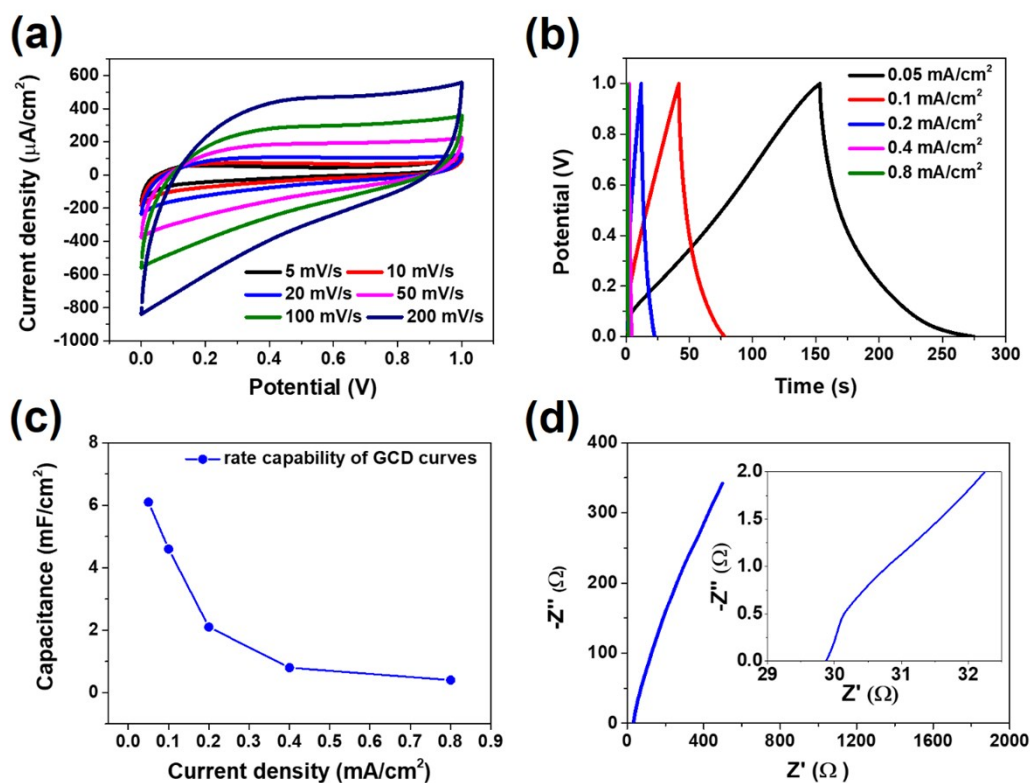 (a)
Current density (μA/cm²)
600
400
200
0
-200
-400
-600
-800
-1000
5 mV/s 10 mV/s
20 mV/s 50 mV/s
100 mV/s 200 mV/s
0.0 0.2 0.4 0.6 0.8 1.0
Potential (V)
(b)
Potential (V)
1.0
0.8
0.6
0.4
0.2
0.0
0.05 mA/cm²
0.1 mA/cm²
0.2 mA/cm²
0.4 mA/cm²
0.8 mA/cm²
0 50 100 150 200 250 300
Time (s)
(c)
Capacitance (mF/cm²)
8
6
4
2
0
rate capability of GCD curves
0.0 0.1 0.2 0.3 0.4 0.5 0.6 0.7 0.8 0.9
Current density (mA/cm²)
(d)
-Z'' (Ω)
400
300
200
100
0
-Z'' (Ω)
2.0
1.5
1.0
0.5
0.0
29 30 31 32
Z' (Ω)
0 400 800 1200 1600 2000
Z' (Ω)